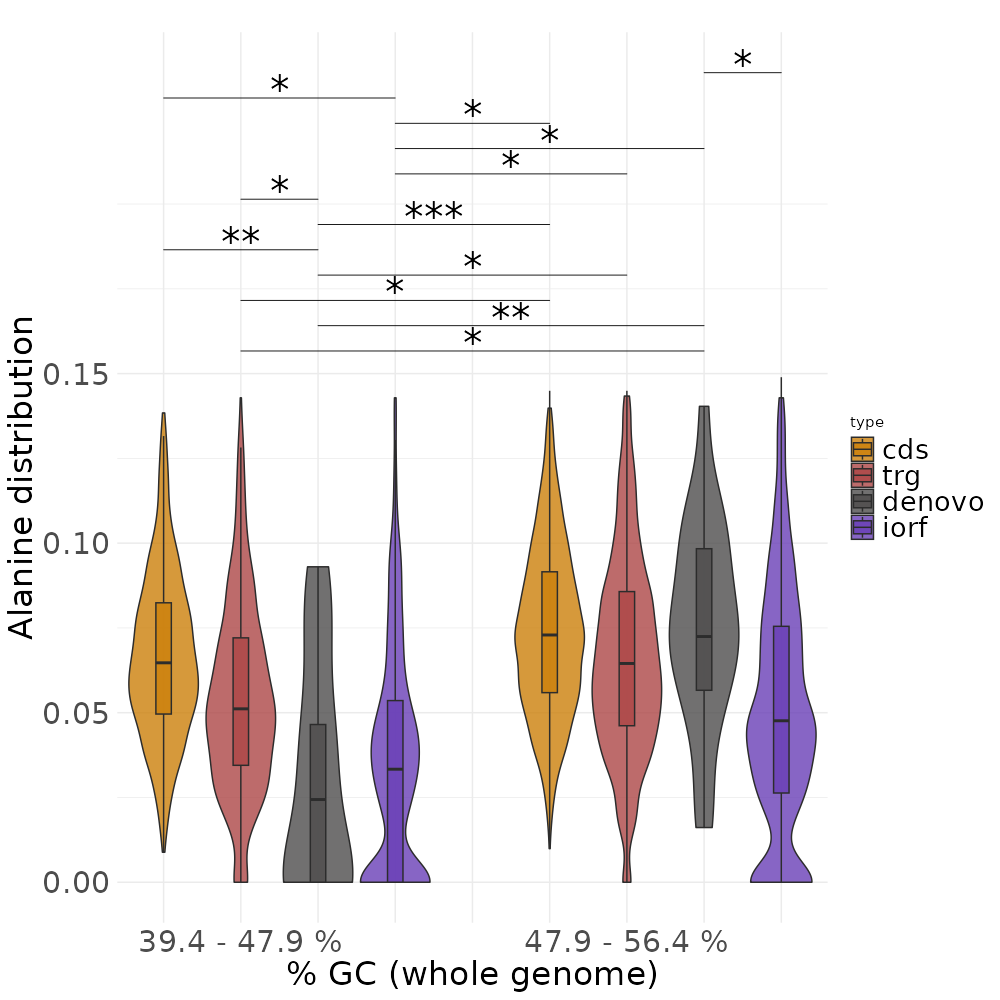 *
*
*
*
*
*
***
**
*
*
**
*
Alanine distribution
0.15
0.10
0.05
0.00
39.4 - 47.9 %
47.9 - 56.4 %
% GC (whole genome)
type
cds
trg
denovo
iorf